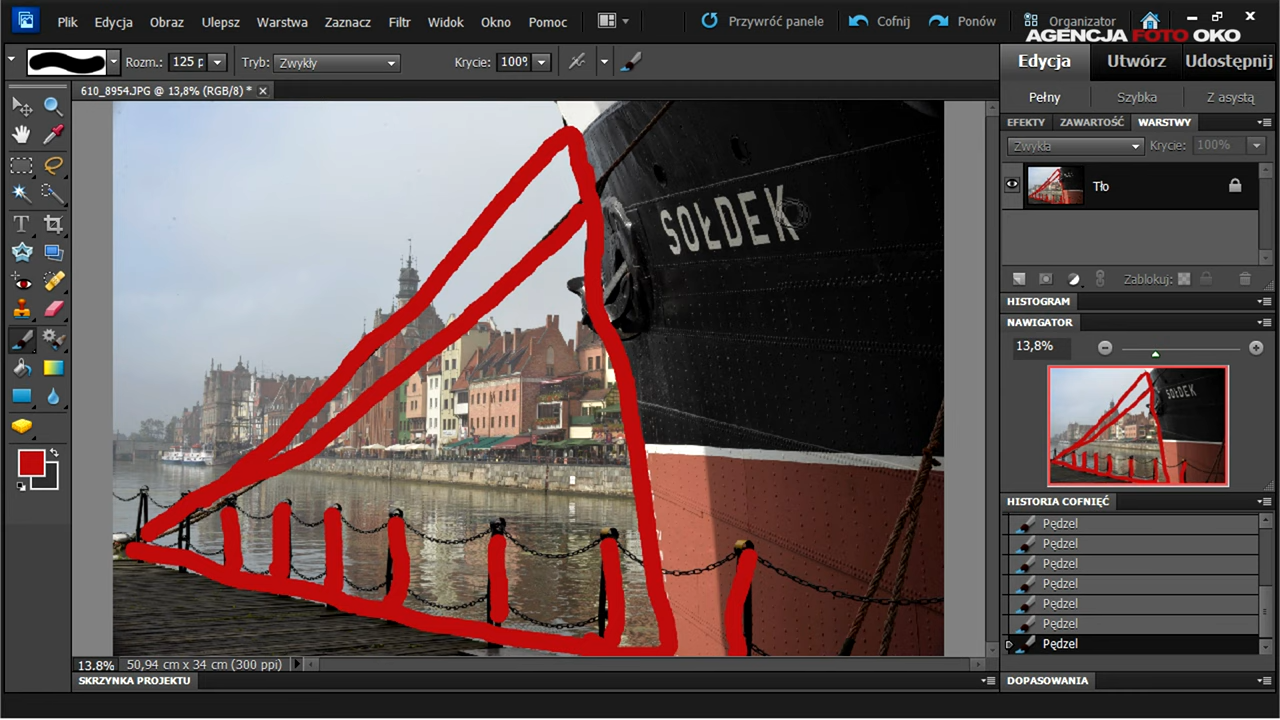 Plik Edycja Obraz Ulepsz Warstwa Zaznacz Filtr Widok Okno Pomoc Przywróć panele Cofnij Ponów Organizator
AGENCJA FOTO OKO
Rozm.: 125 p Tryb: Zwykły Krycie: 100%
Edycja Utwórz Udostępnij
610_8954.JPG @ 13,8% (RGB/8) *
Pełny Szybka Z asystą
EFEKTY ZAWARTOŚĆ WARSTWY
Zwykła Krycie: 100%
Tło
SOŁDEK
Zablokuj:
HISTOGRAM
NAWIGATOR
13,8%
SOŁDEK
HISTORIA COFNIĘĆ
Pędzel
Pędzel
Pędzel
Pędzel
Pędzel
Pędzel
Pędzel
13.8% 50,94 cm x 34 cm (300 ppi)
SKRZYNKA PROJEKTU
DOPASOWANIA